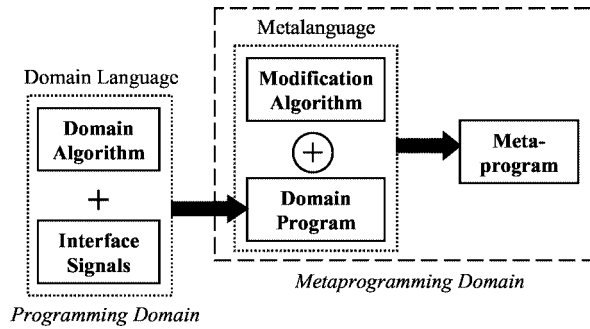 Domain Language
Domain
Algorithm
+
Interface
Signals
Programming Domain
Metalanguage
Modification
Algorithm
+
Domain
Program
Meta-
program
Metaprogramming Domain